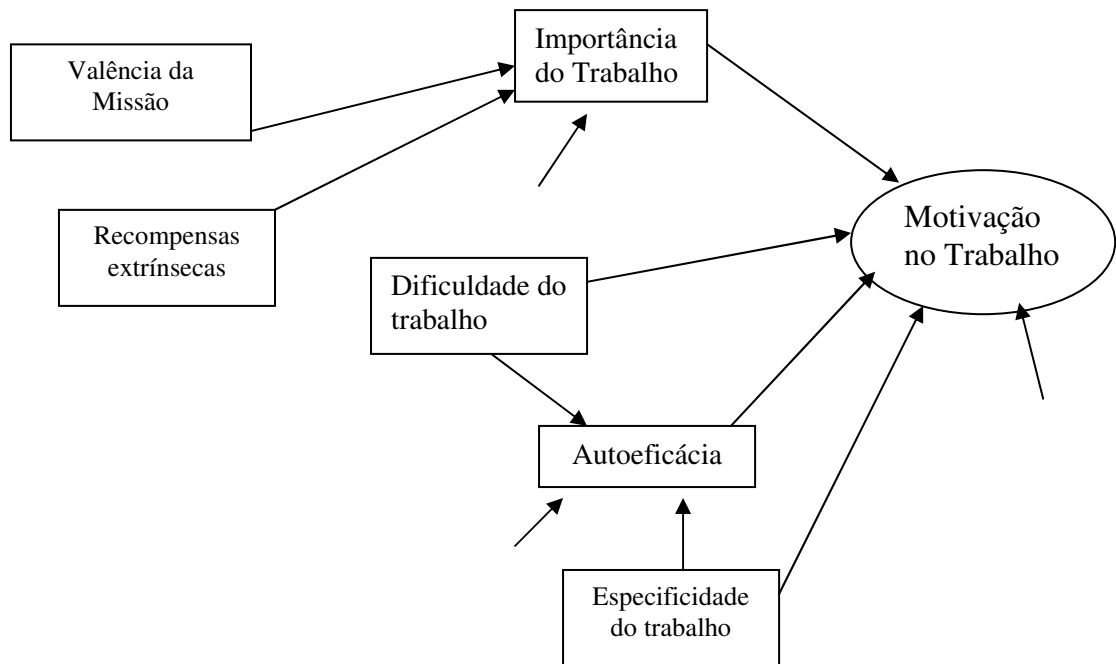 Valência da
Missão
Importância
do Trabalho
Recompensas
extrínsecas
Motivação
no Trabalho
Dificuldade do
trabalho
Autoeficácia
Especificidade
do trabalho